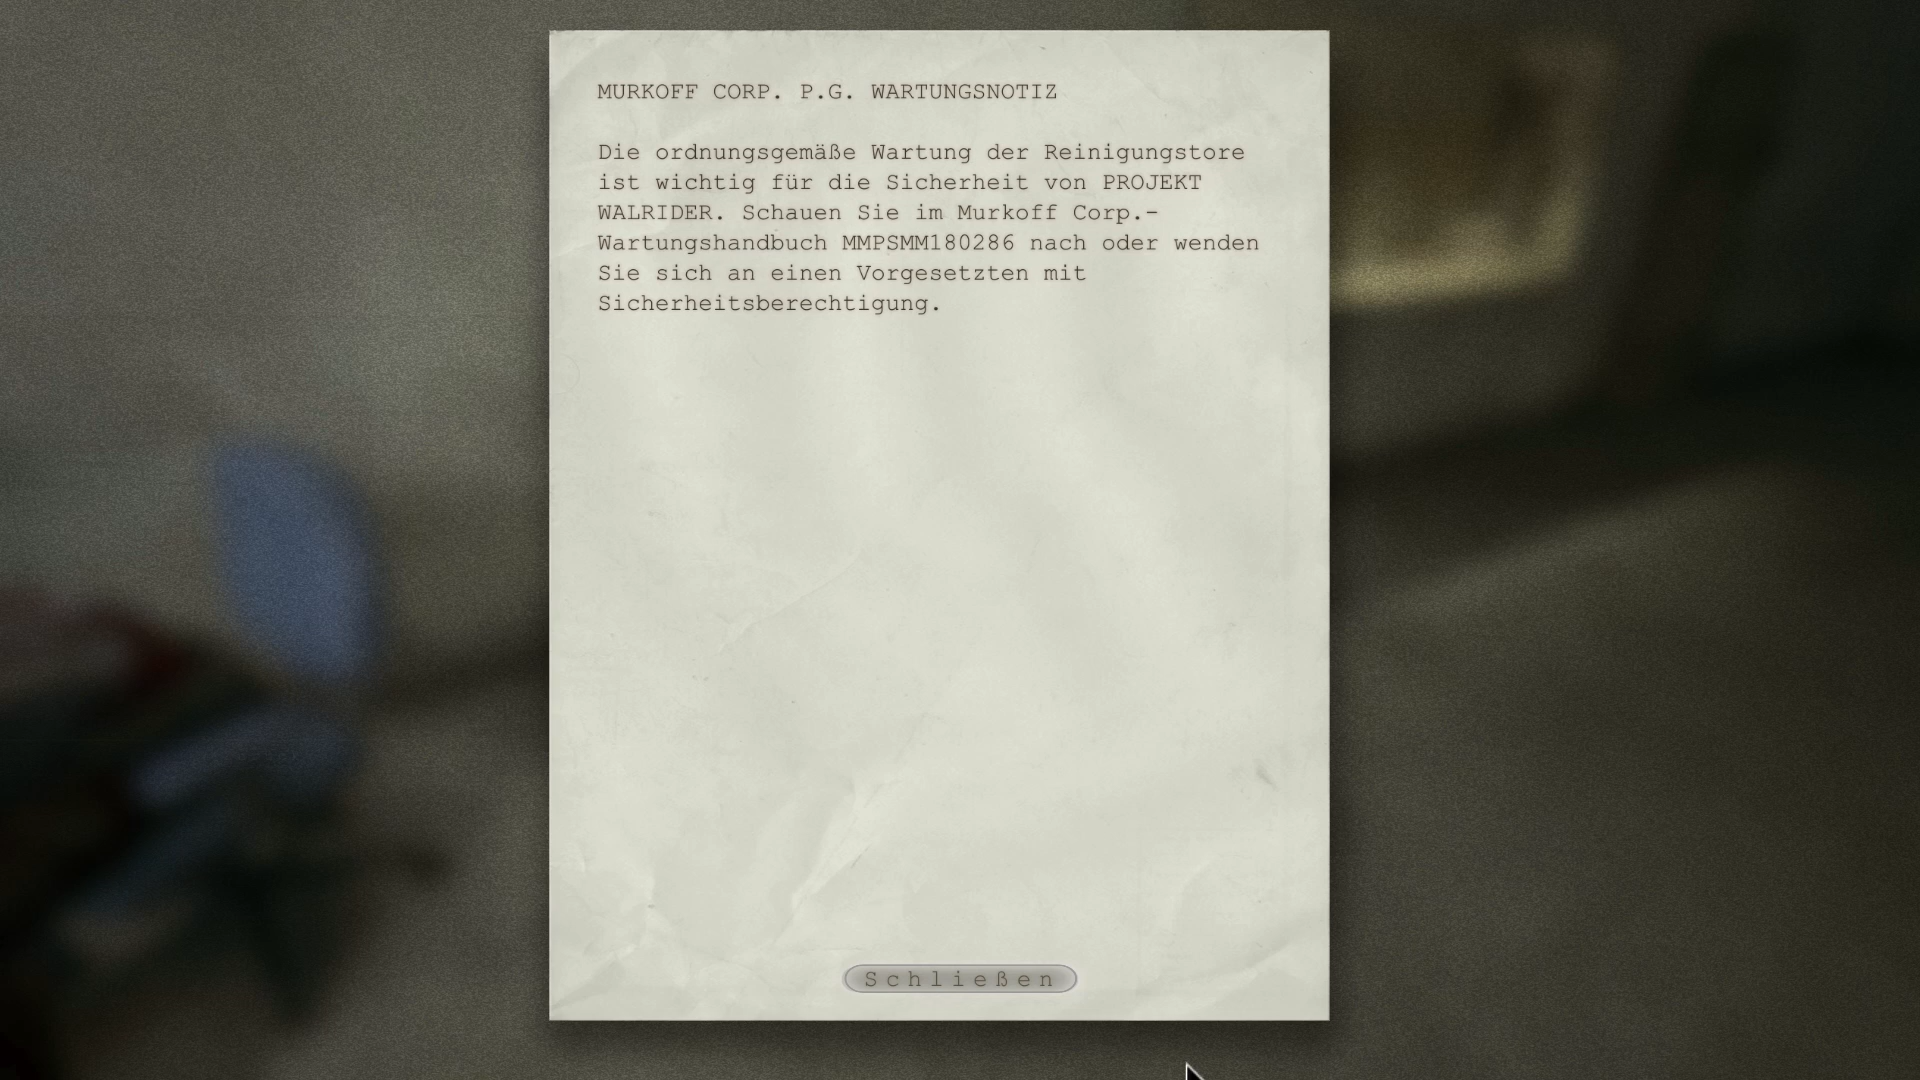 MURKOFF CORP. P.G. WARTUNGSNOTIZ
Die ordnungsgemäße Wartung der Reinigungstore
ist wichtig für die Sicherheit von PROJEKT
WALRIDER. Schauen Sie im Murkoff Corp.-
Wartungshandbuch MMPSMM180286 nach oder wenden
Sie sich an einen Vorgesetzten mit
Sicherheitsberechtigung.
Schließen